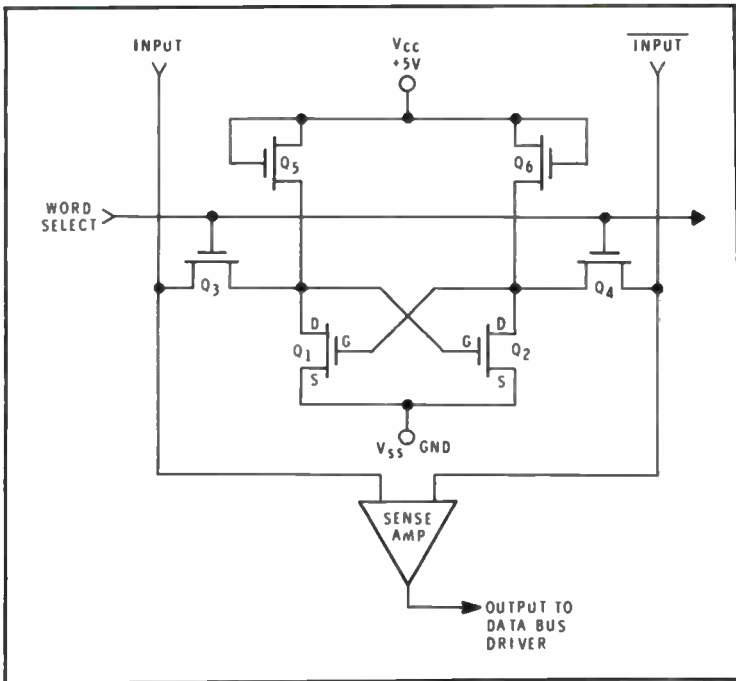 INPUT
VCC
+5V
INPUT
Q5
Q6
WORD
SELECT
Q3
Q4
D
G
Q1
S
G
D
Q2
S
VSS GND
SENSE
AMP
OUTPUT TO
DATA BUS
DRIVER